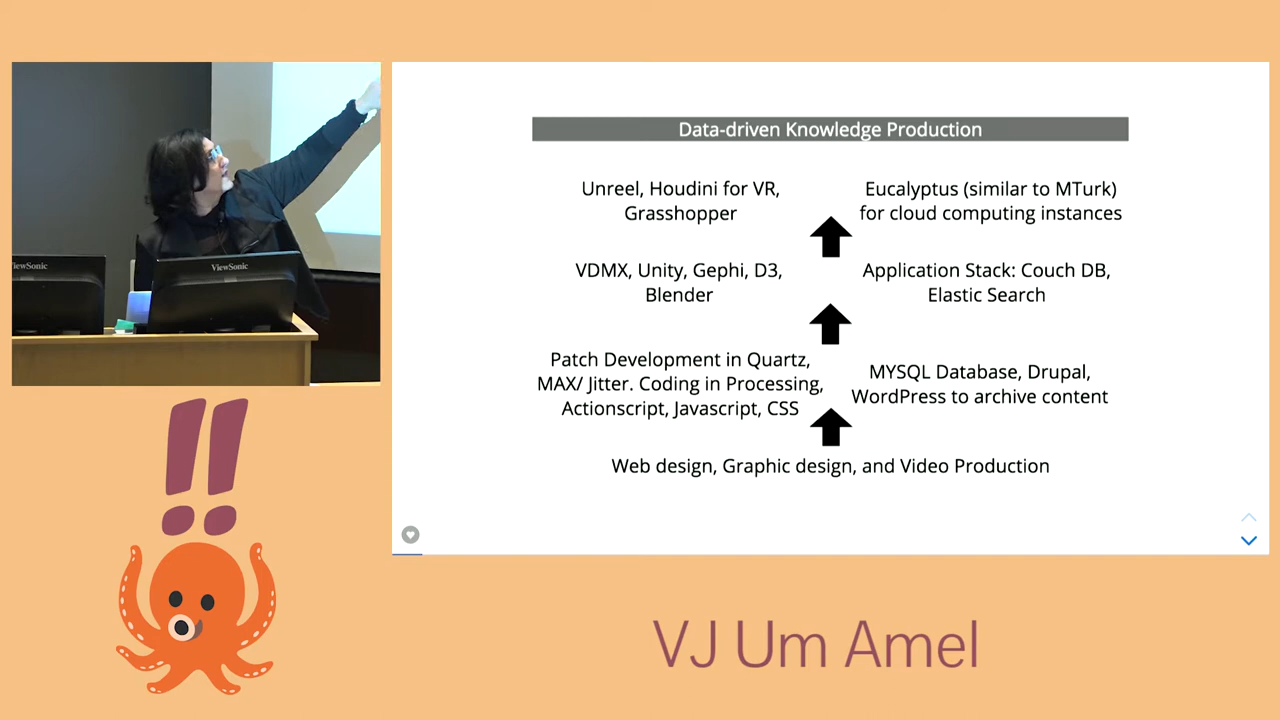 Data-driven Knowledge Production
Unreel, Houdini for VR,
Grasshopper
Eucalyptus (similar to MTurk)
for cloud computing instances
VDMX, Unity, Gephi, D3,
Blender
Application Stack: Couch DB,
Elastic Search
Patch Development in Quartz,
MAX/ Jitter. Coding in Processing,
Actionscript, Javascript, CSS
MYSQL Database, Drupal,
WordPress to archive content
Web design, Graphic design, and Video Production
ViewSonic
ViewSonic
!!
VJ Um Amel